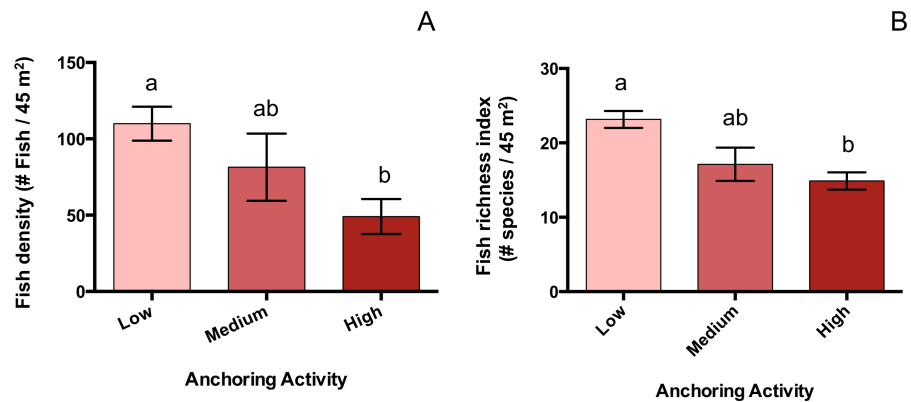 A
Fish density (# Fish / 45 m²)
150
100
50
0
a
ab
b
Low
Medium
High
Anchoring Activity
B
Fish richness index
(# species / 45 m²)
30
20
10
0
a
ab
b
Low
Medium
High
Anchoring Activity